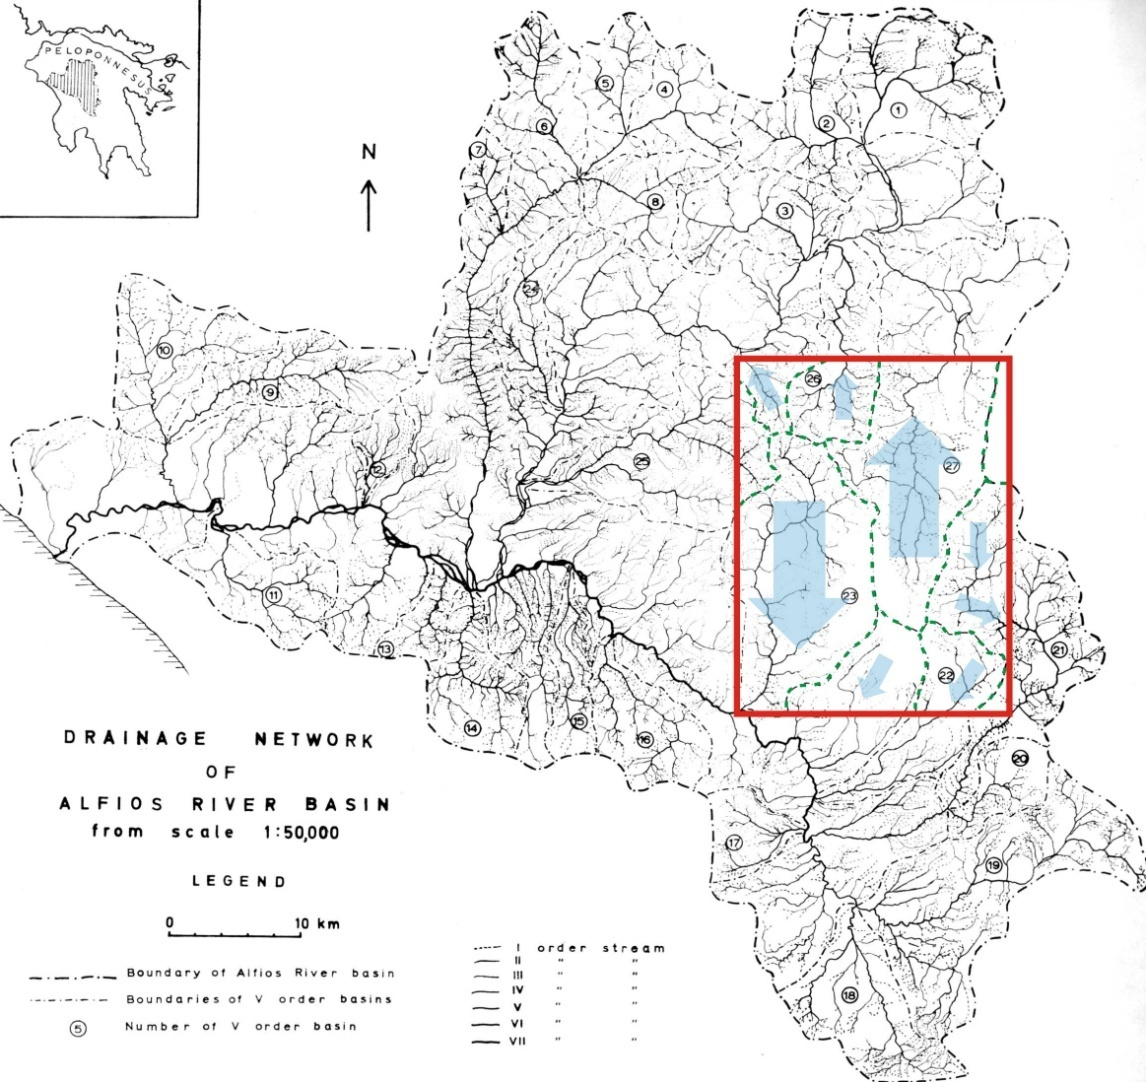 PELOPONNESUS
N
1
2
3
4
5
6
7
8
9
10
11
12
13
14
15
16
17
18
19
20
21
22
23
24
25
26
27
DRAINAGE NETWORK
OF
ALFIOS RIVER BASIN
from scale 1:50,000
LEGEND
0 10 km
Boundary of Alfios River basin
Boundaries of V order basins
5 Number of V order basin
I order stream
II " "
III " "
IV " "
V " "
VI " "
VII " "